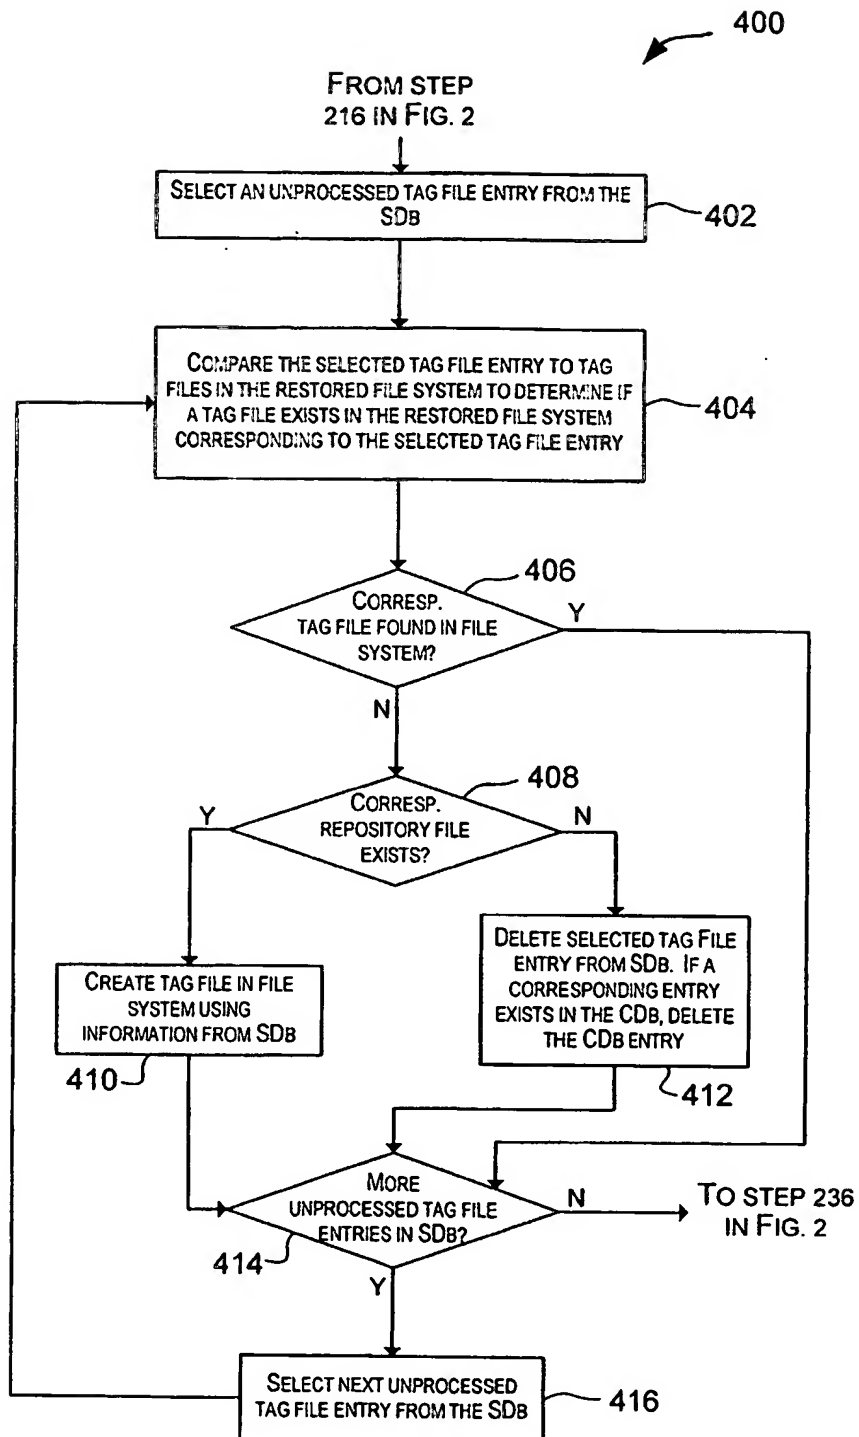 400
FROM STEP
216 IN FIG. 2
SELECT AN UNPROCESSED TAG FILE ENTRY FROM THE
SDB
402
COMPARE THE SELECTED TAG FILE ENTRY TO TAG
FILES IN THE RESTORED FILE SYSTEM TO DETERMINE IF
A TAG FILE EXISTS IN THE RESTORED FILE SYSTEM
CORRESPONDING TO THE SELECTED TAG FILE ENTRY
404
406
CORRESP.
TAG FILE FOUND IN FILE
SYSTEM?
Y
N
408
CORRESP.
REPOSITORY FILE
EXISTS?
Y
N
CREATE TAG FILE IN FILE
SYSTEM USING
INFORMATION FROM SDB
410
DELETE SELECTED TAG FILE
ENTRY FROM SDB. IF A
CORRESPONDING ENTRY
EXISTS IN THE CDB, DELETE
THE CDB ENTRY
412
MORE
UNPROCESSED TAG FILE
ENTRIES IN SDB?
414
N
TO STEP 236
IN FIG. 2
Y
SELECT NEXT UNPROCESSED
TAG FILE ENTRY FROM THE SDB
416